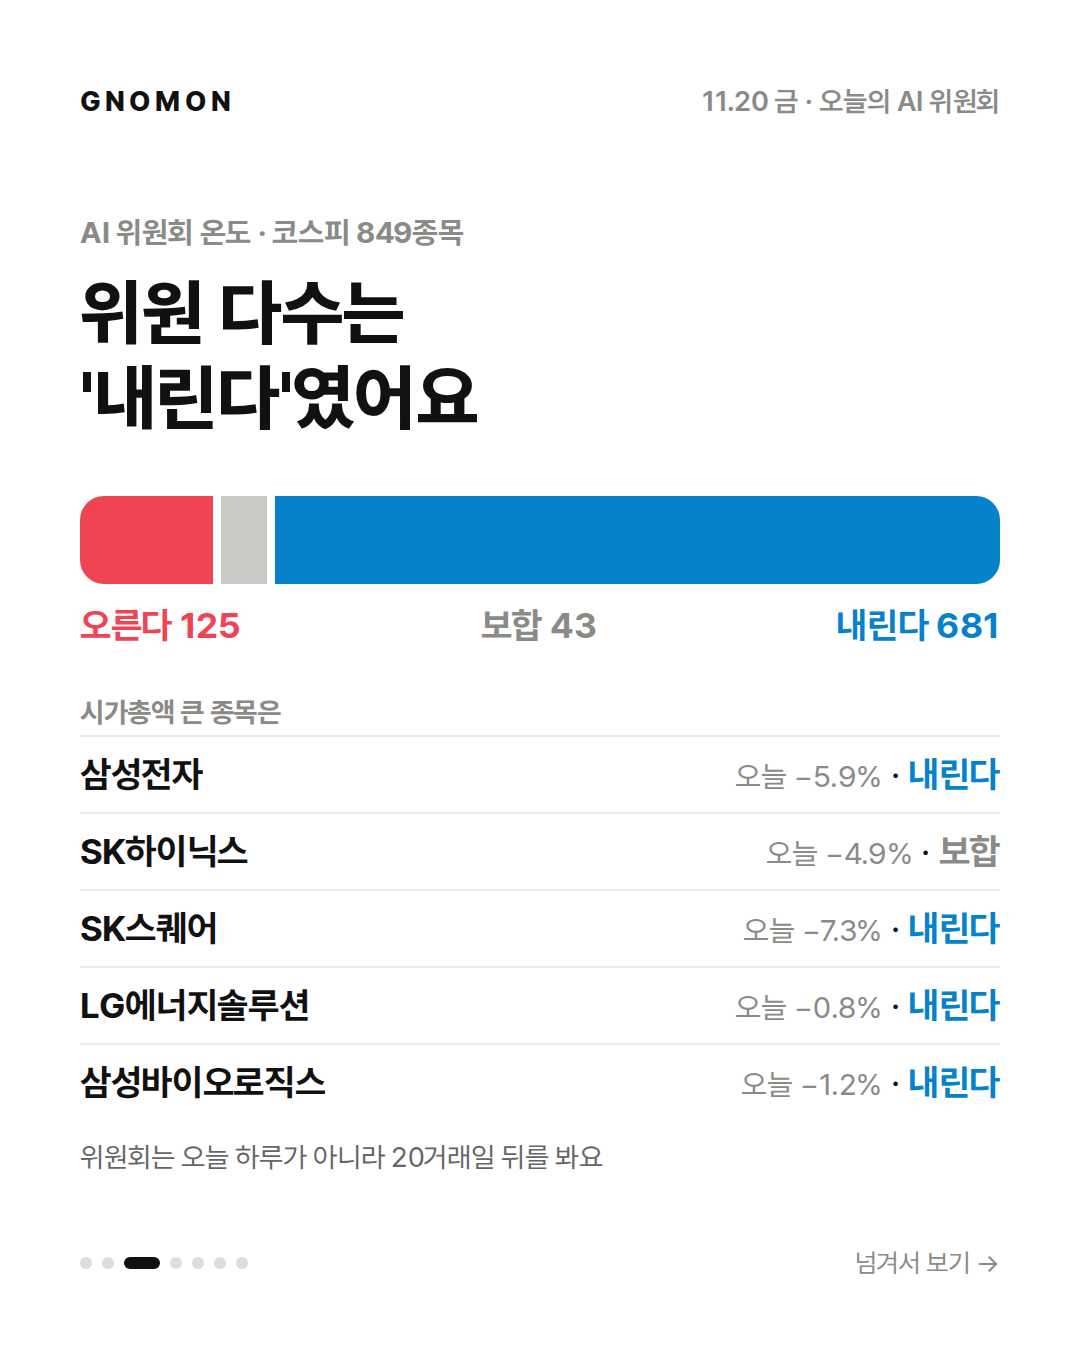 GNOMON
11.20 금 · 오늘의 AI 위원회
AI 위원회 온도 · 코스피 849종목
위원 다수는
'내린다'였어요
오른다 125
보합 43
내린다 681
시가총액 큰 종목은
삼성전자
오늘 −5.9% · 내린다
SK하이닉스
오늘 −4.9% · 보합
SK스퀘어
오늘 −7.3% · 내린다
LG에너지솔루션
오늘 −0.8% · 내린다
삼성바이오로직스
오늘 −1.2% · 내린다
위원회는 오늘 하루가 아니라 20거래일 뒤를 봐요
넘겨서 보기 →